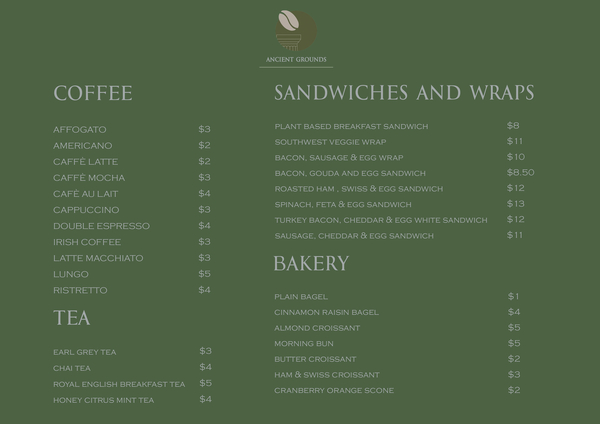 ANCIENT GROUNDS
COFFEE
AFFOGATO $3
AMERICANO $2
CAFFÉ LATTE $2
CAFFÉ MOCHA $3
CAFÉ AU LAIT $4
CAPPUCCINO $3
DOUBLE ESPRESSO $4
IRISH COFFEE $3
LATTE MACCHIATO $3
LUNGO $5
RISTRETTO $4
TEA
EARL GREY TEA $3
CHAI TEA $4
ROYAL ENGLISH BREAKFAST TEA $5
HONEY CITRUS MINT TEA $4
SANDWICHES AND WRAPS
PLANT BASED BREAKFAST SANDWICH $8
SOUTHWEST VEGGIE WRAP $11
BACON, SAUSAGE & EGG WRAP $10
BACON, GOUDA AND EGG SANDWICH $8.50
ROASTED HAM , SWISS & EGG SANDWICH $12
SPINACH, FETA & EGG SANDWICH $13
TURKEY BACON, CHEDDAR & EGG WHITE SANDWICH $12
SAUSAGE, CHEDDAR & EGG SANDWICH $11
BAKERY
PLAIN BAGEL $1
CINNAMON RAISIN BAGEL $4
ALMOND CROISSANT $5
MORNING BUN $5
BUTTER CROISSANT $2
HAM & SWISS CROISSANT $3
CRANBERRY ORANGE SCONE $2